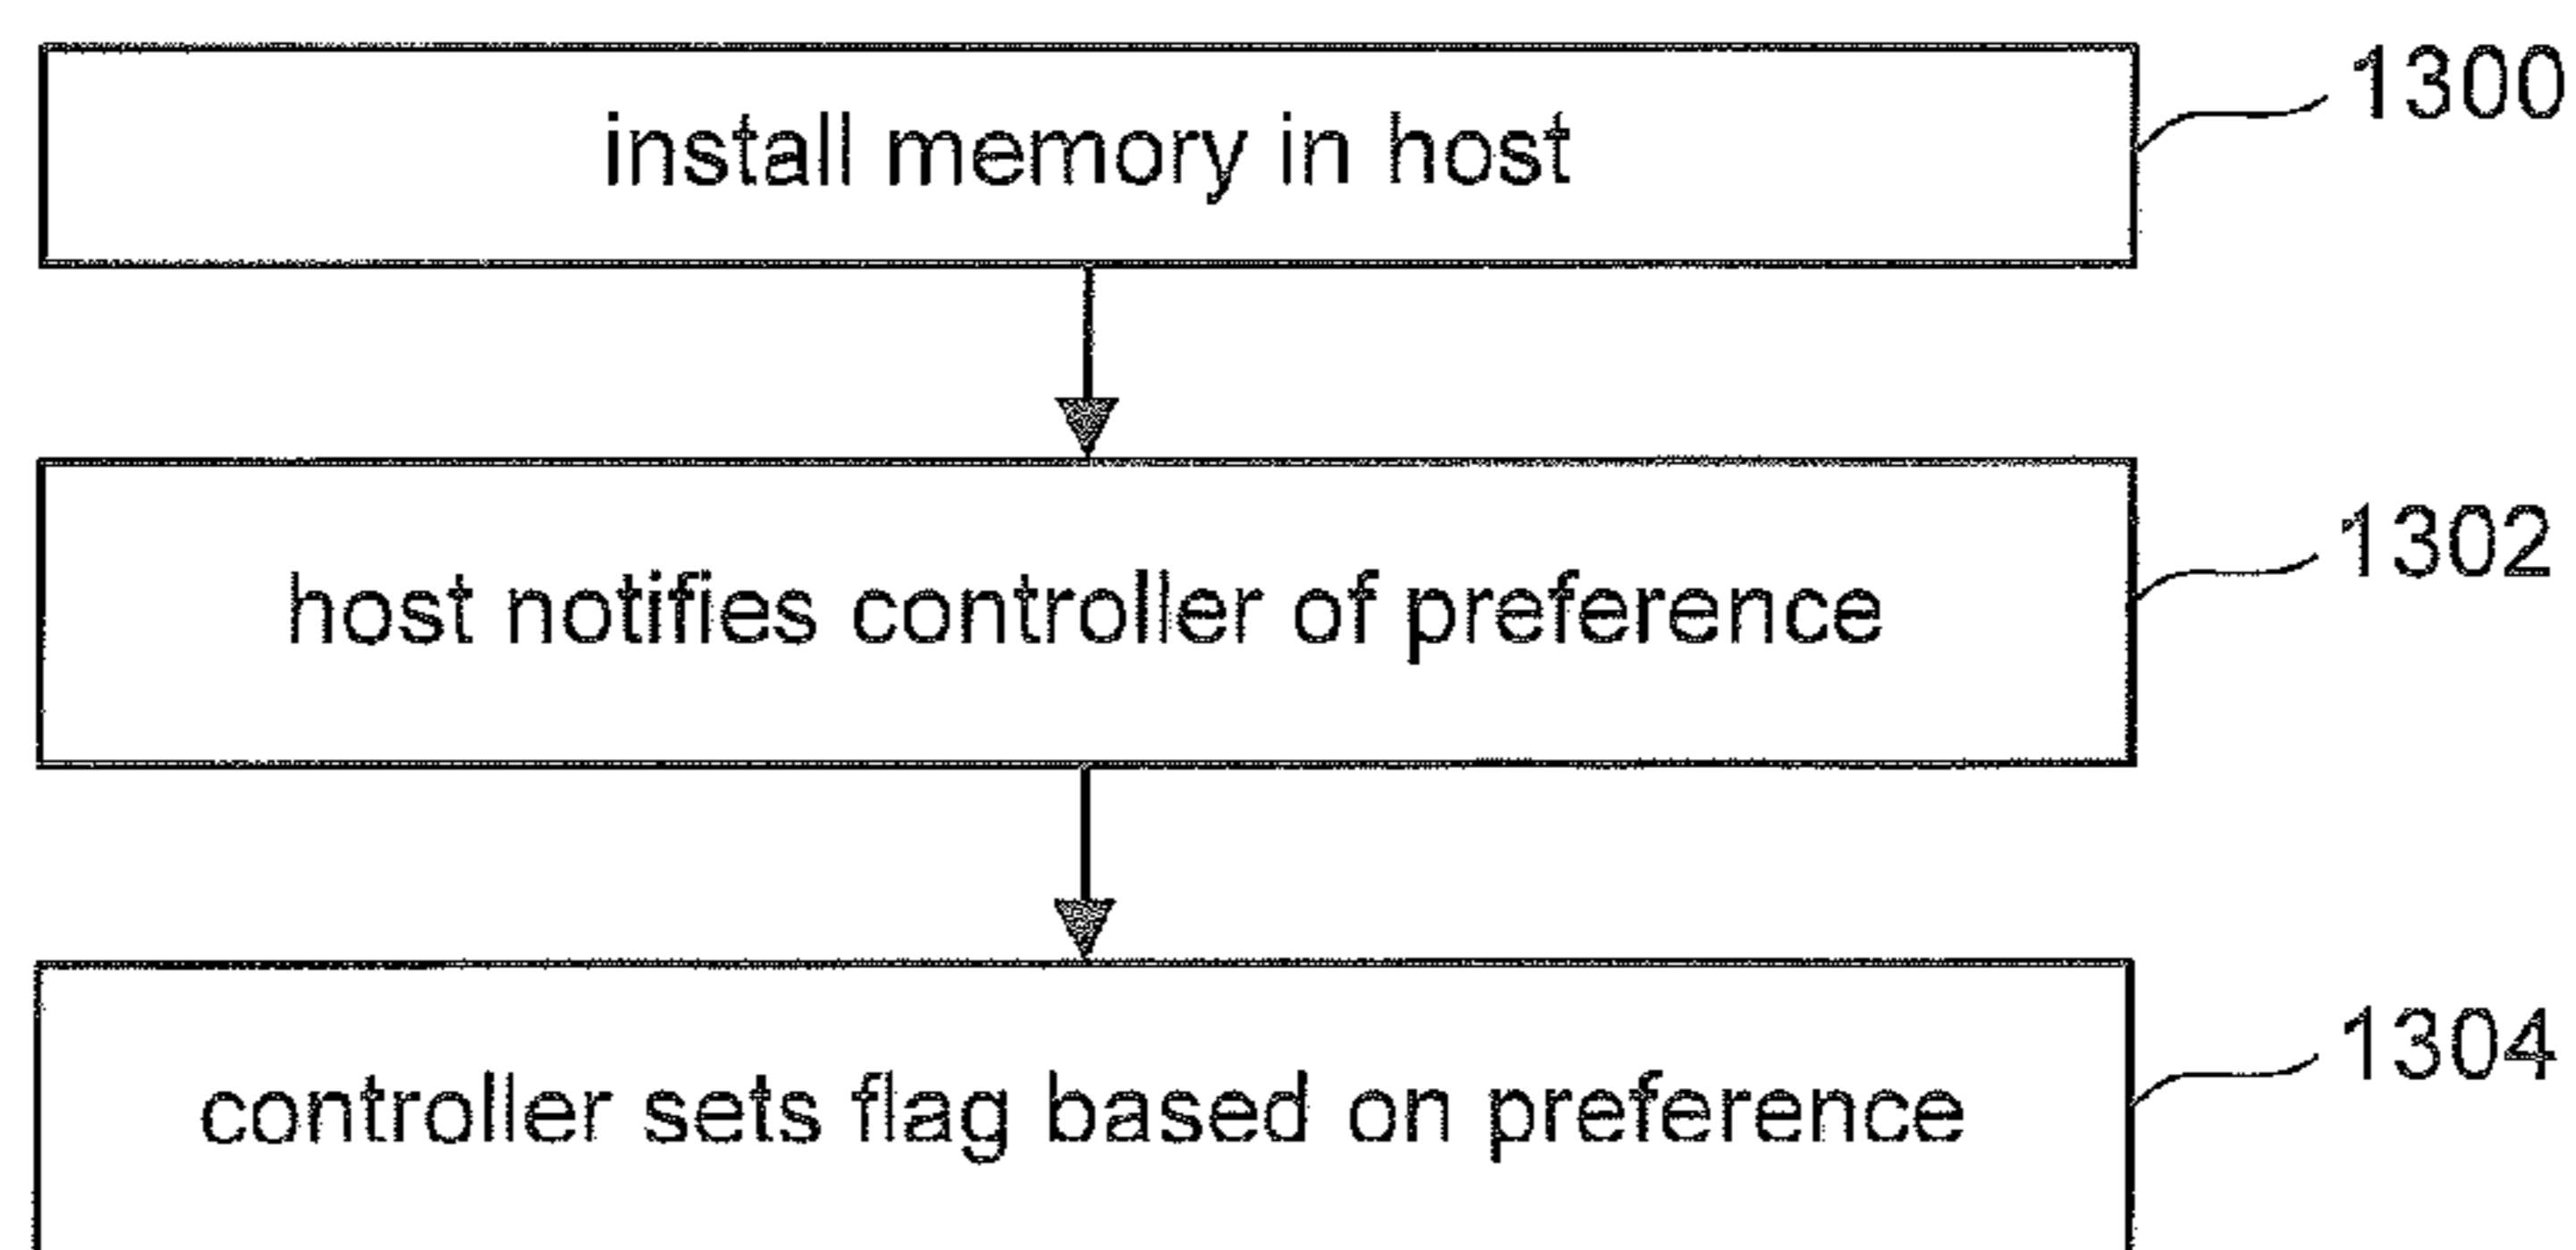 install memory in host
1300
host notifies controller of preference
1302
controller sets flag based on preference
1304